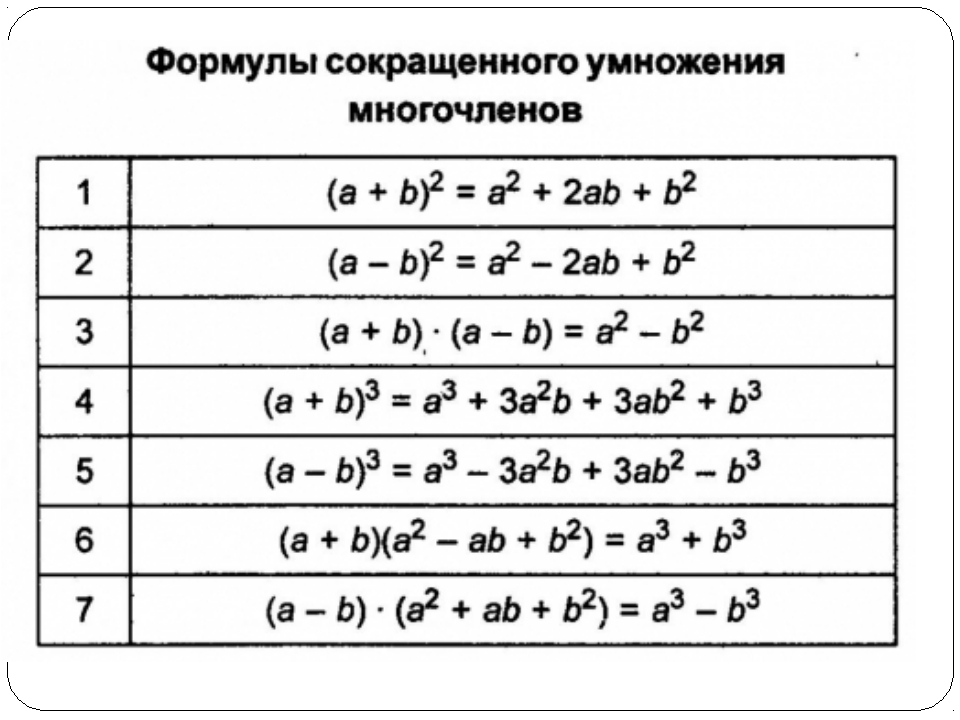 Формулы сокращенного умножения
многочленов
1 (a + b)² = a² + 2ab + b²
2 (a – b)² = a² – 2ab + b²
3 (a + b) · (a – b) = a² – b²
4 (a + b)³ = a³ + 3a²b + 3ab² + b³
5 (a – b)³ = a³ – 3a²b + 3ab² – b³
6 (a + b)(a² – ab + b²) = a³ + b³
7 (a – b) · (a² + ab + b²) = a³ – b³